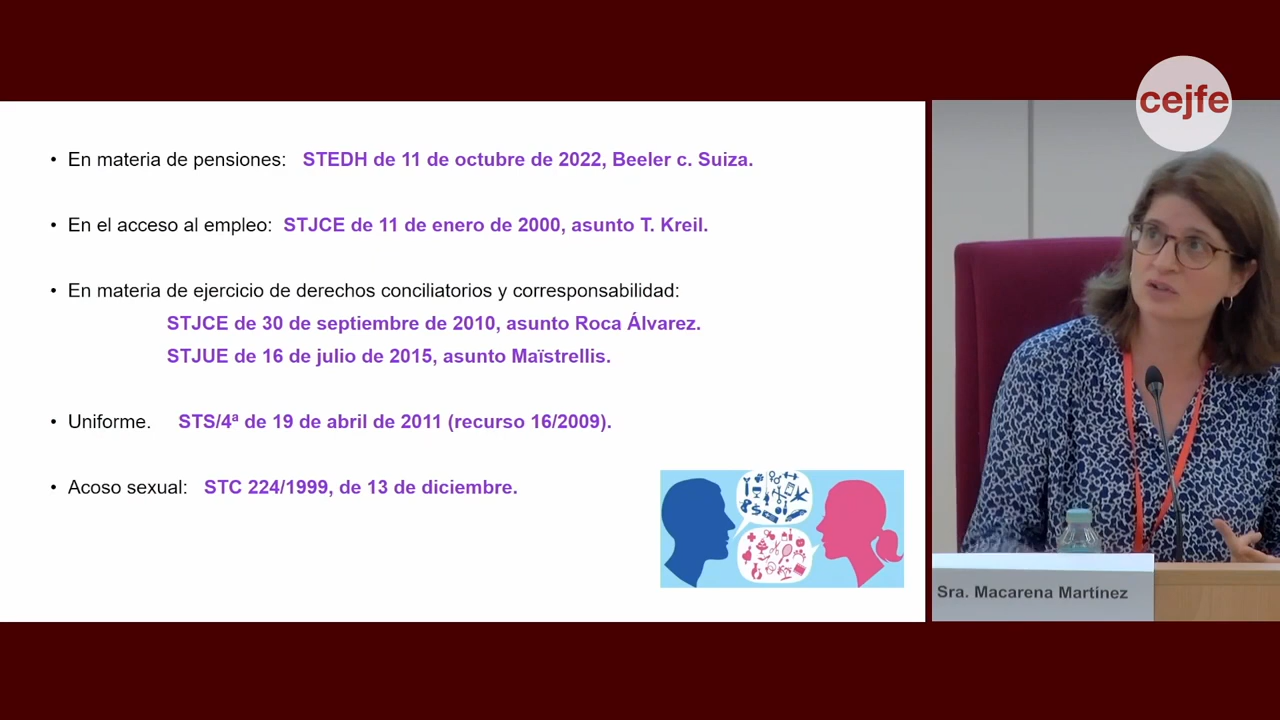 cejfe
• En materia de pensiones: STEDH de 11 de octubre de 2022, Beeler c. Suiza.
• En el acceso al empleo: STJCE de 11 de enero de 2000, asunto T. Kreil.
• En materia de ejercicio de derechos conciliatorios y corresponsabilidad:
STJCE de 30 de septiembre de 2010, asunto Roca Álvarez.
STJUE de 16 de julio de 2015, asunto Maïstrellis.
• Uniforme. STS/4ª de 19 de abril de 2011 (recurso 16/2009).
• Acoso sexual: STC 224/1999, de 13 de diciembre.
Sra. Macarena Martínez